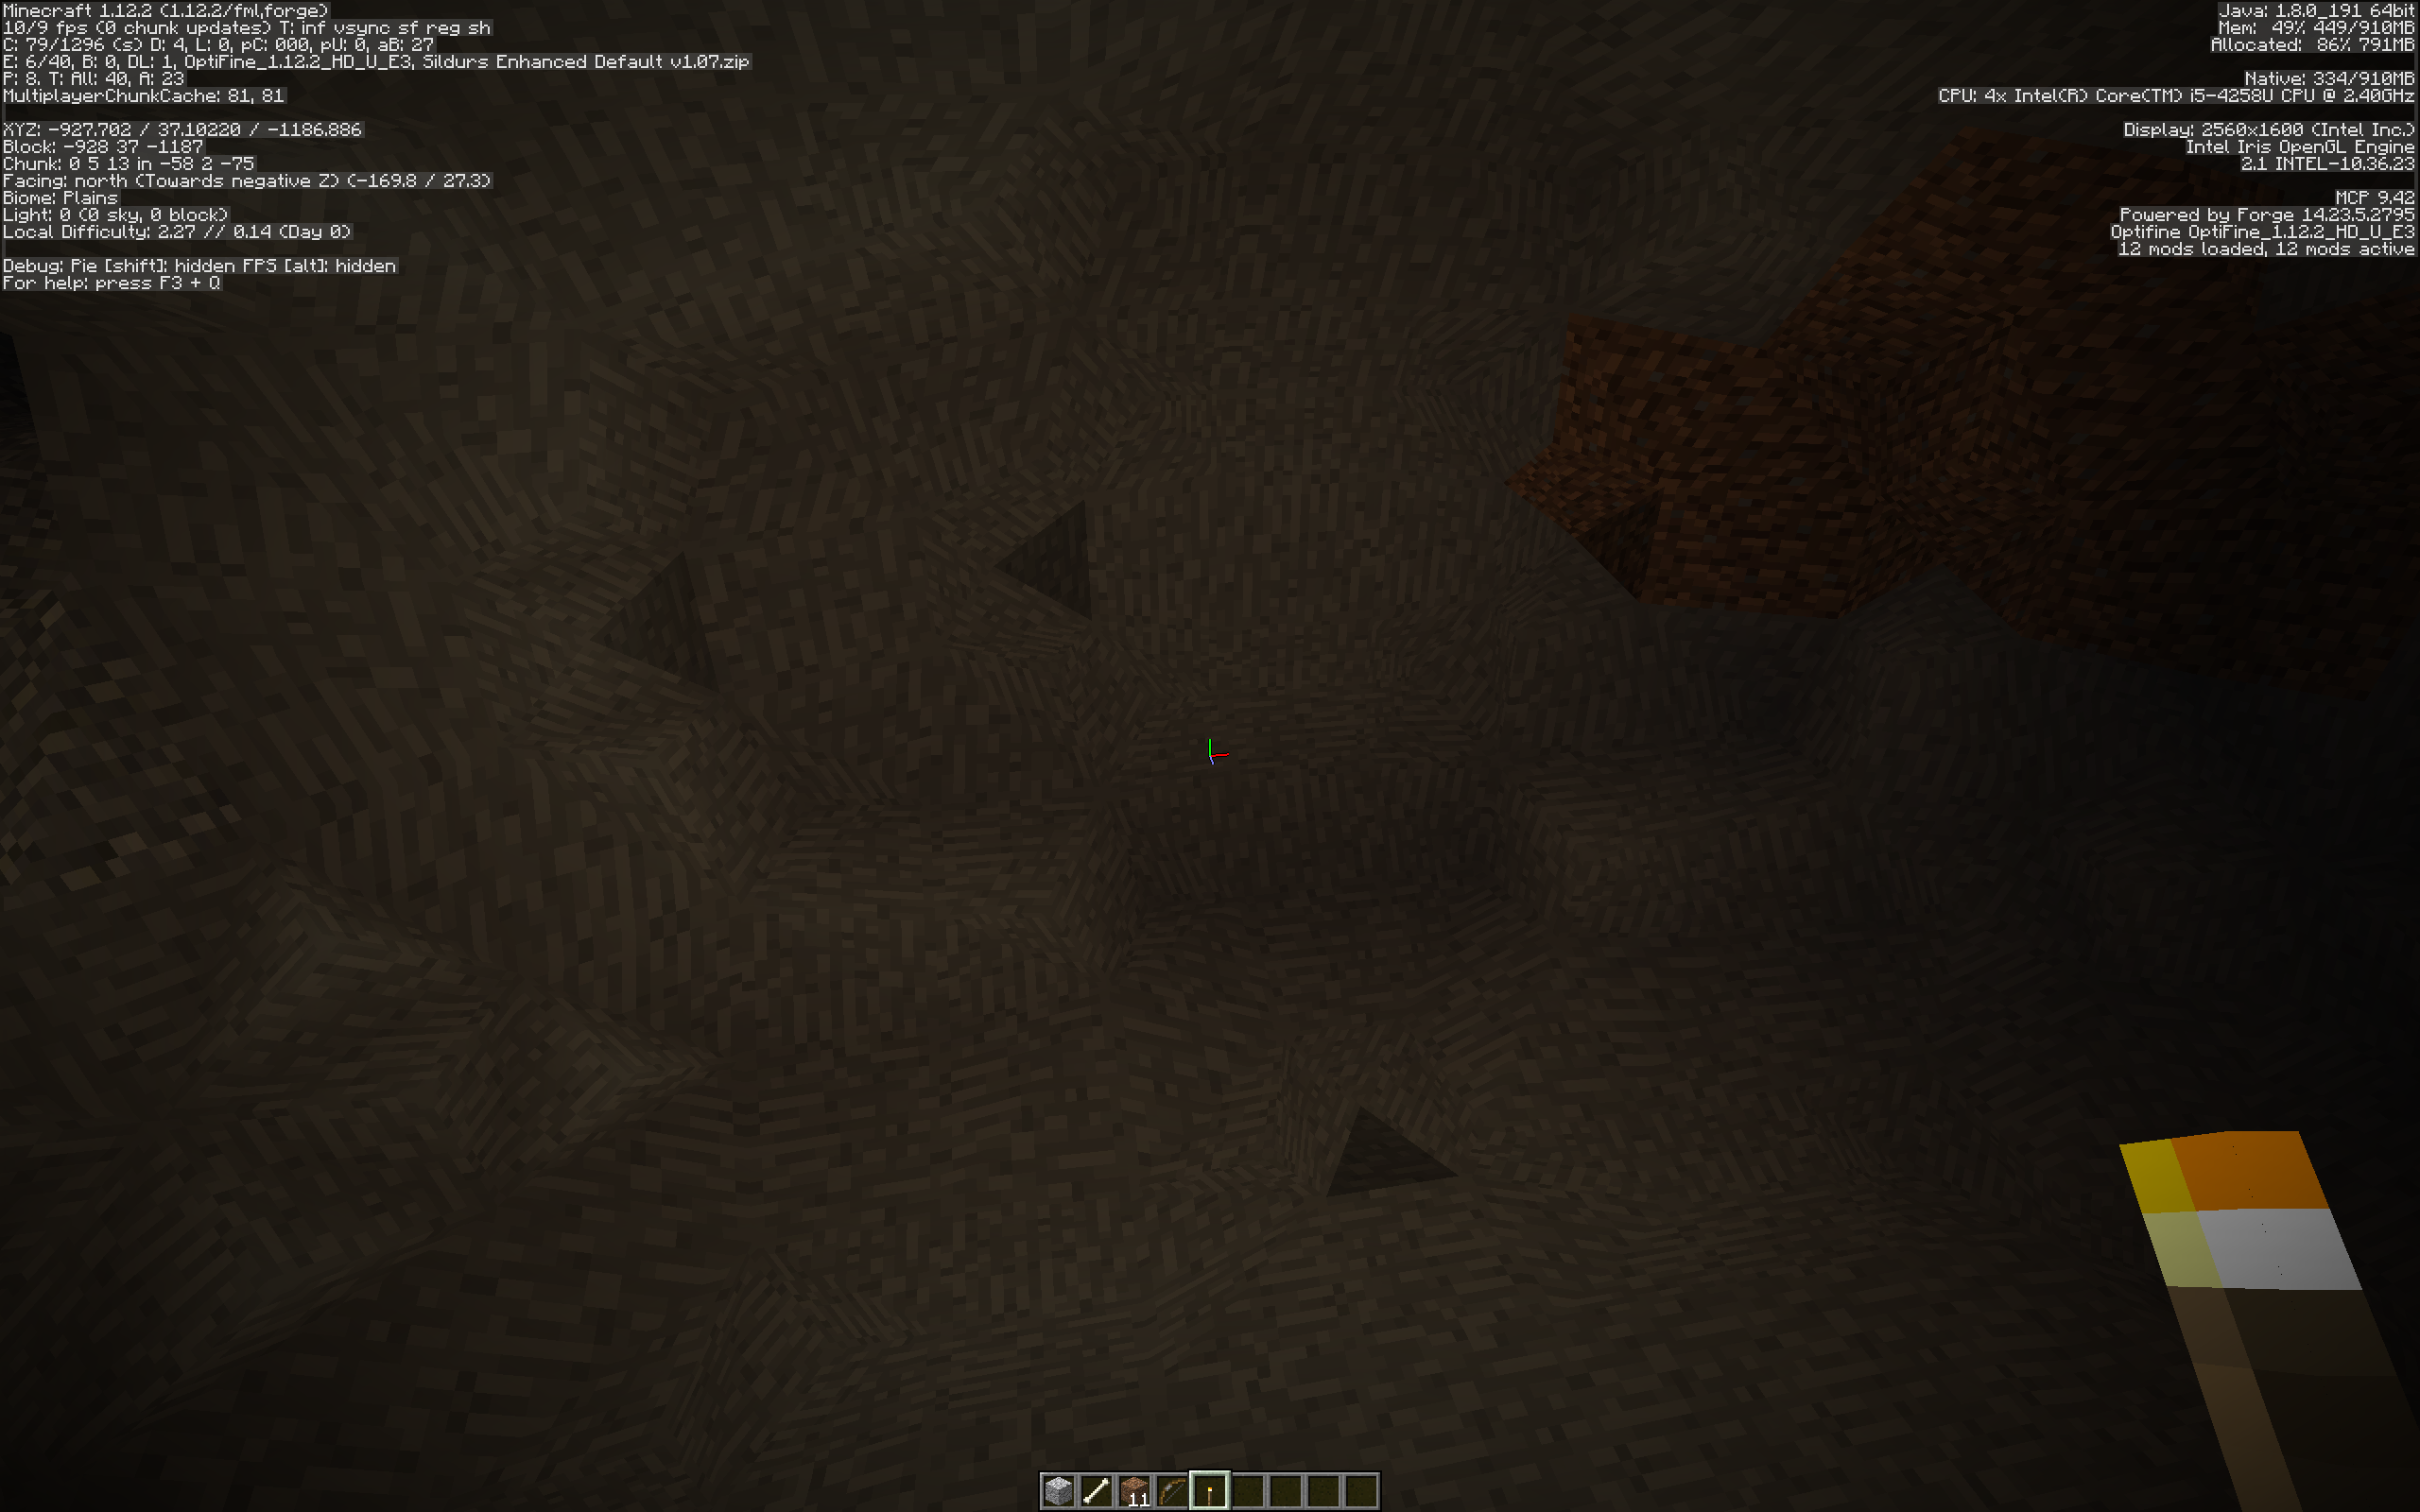 Minecraft 1.12.2 (1.12.2/fml,forge)
10/9 fps (0 chunk updates) T: inf vsync sf reg sh
C: 79/1296 (s) D: 4, L: 0, pC: 000, pU: 0, aB: 27
E: 6/40, B: 0, DL: 1, OptiFine_1.12.2_HD_U_E3, Sildurs Enhanced Default v1.07.zip
P: 8. T: All: 40, A: 23
MultiplayerChunkCache: 81, 81
XYZ: -927.702 / 37.10220 / -1186.886
Block: -928 37 -1187
Chunk: 0 5 13 in -58 2 -75
Facing: north (Towards negative Z) (-169.8 / 27.3)
Biome: Plains
Light: 0 (0 sky, 0 block)
Local Difficulty: 2.27 // 0.14 (Day 0)
Debug: Pie [shift]: hidden FPS [alt]: hidden
For help: press F3 + Q
Java: 1.8.0_191 64bit
Mem: 49% 449/910MB
Allocated: 86% 791MB
Native: 334/910MB
CPU: 4x Intel(R) Core(TM) i5-4258U CPU @ 2.40GHz
Display: 2560x1600 (Intel Inc.)
Intel Iris OpenGL Engine
2.1 INTEL-10.36.23
MCP 9.42
Powered by Forge 14.23.5.2795
Optifine OptiFine_1.12.2_HD_U_E3
12 mods loaded, 12 mods active
11